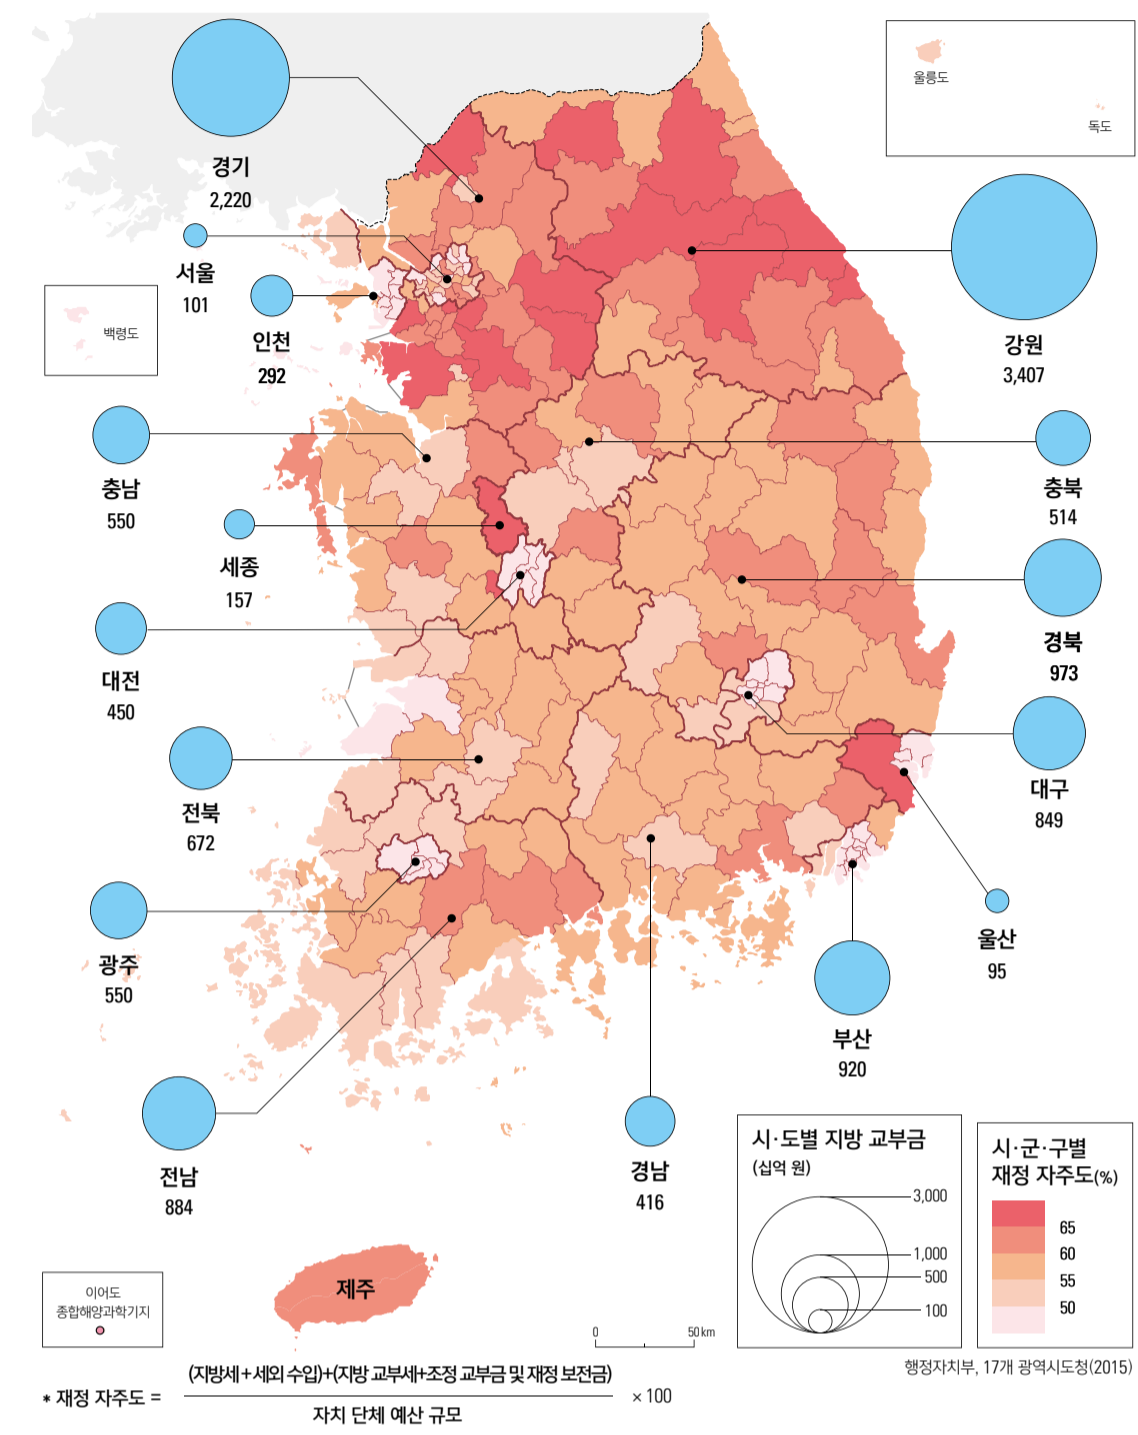 울릉도
독도
경기
2,220
서울
101
백령도
인천
292
강원
3,407
충남
550
충북
514
세종
157
경북
973
대전
450
대구
849
전북
672
광주
550
울산
95
부산
920
전남
884
경남
416
제주
이어도
종합해양과학기지
시·도별 지방 교부금
(십억 원)
3,000
1,000
500
100
시·군·구별
재정 자주도(%)
65
60
55
50
0 50km
행정자치부, 17개 광역시도청(2015)
(지방세+세외 수입)+(지방 교부세+조정 교부금 및 재정 보전금)
* 재정 자주도 = × 100
자치 단체 예산 규모